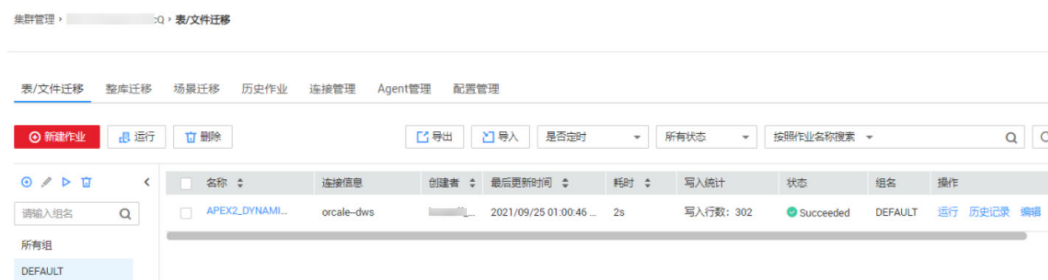 集群管理 › Q › 表/文件迁移
表/文件迁移 整库迁移 场景迁移 历史作业 连接管理 Agent管理 配置管理
新建作业 运行 删除 导出 导入 是否定时 所有状态 按照作业名称搜索
名称 连接信息 创建者 最后更新时间 耗时 写入统计 状态 组名 操作
请输入组名 APEX2_DYNAMI... orcale--dws ... 2021/09/25 01:00:46 ... 2s 写入行数: 302 Succeeded DEFAULT 运行 历史记录 编辑
所有组
DEFAULT